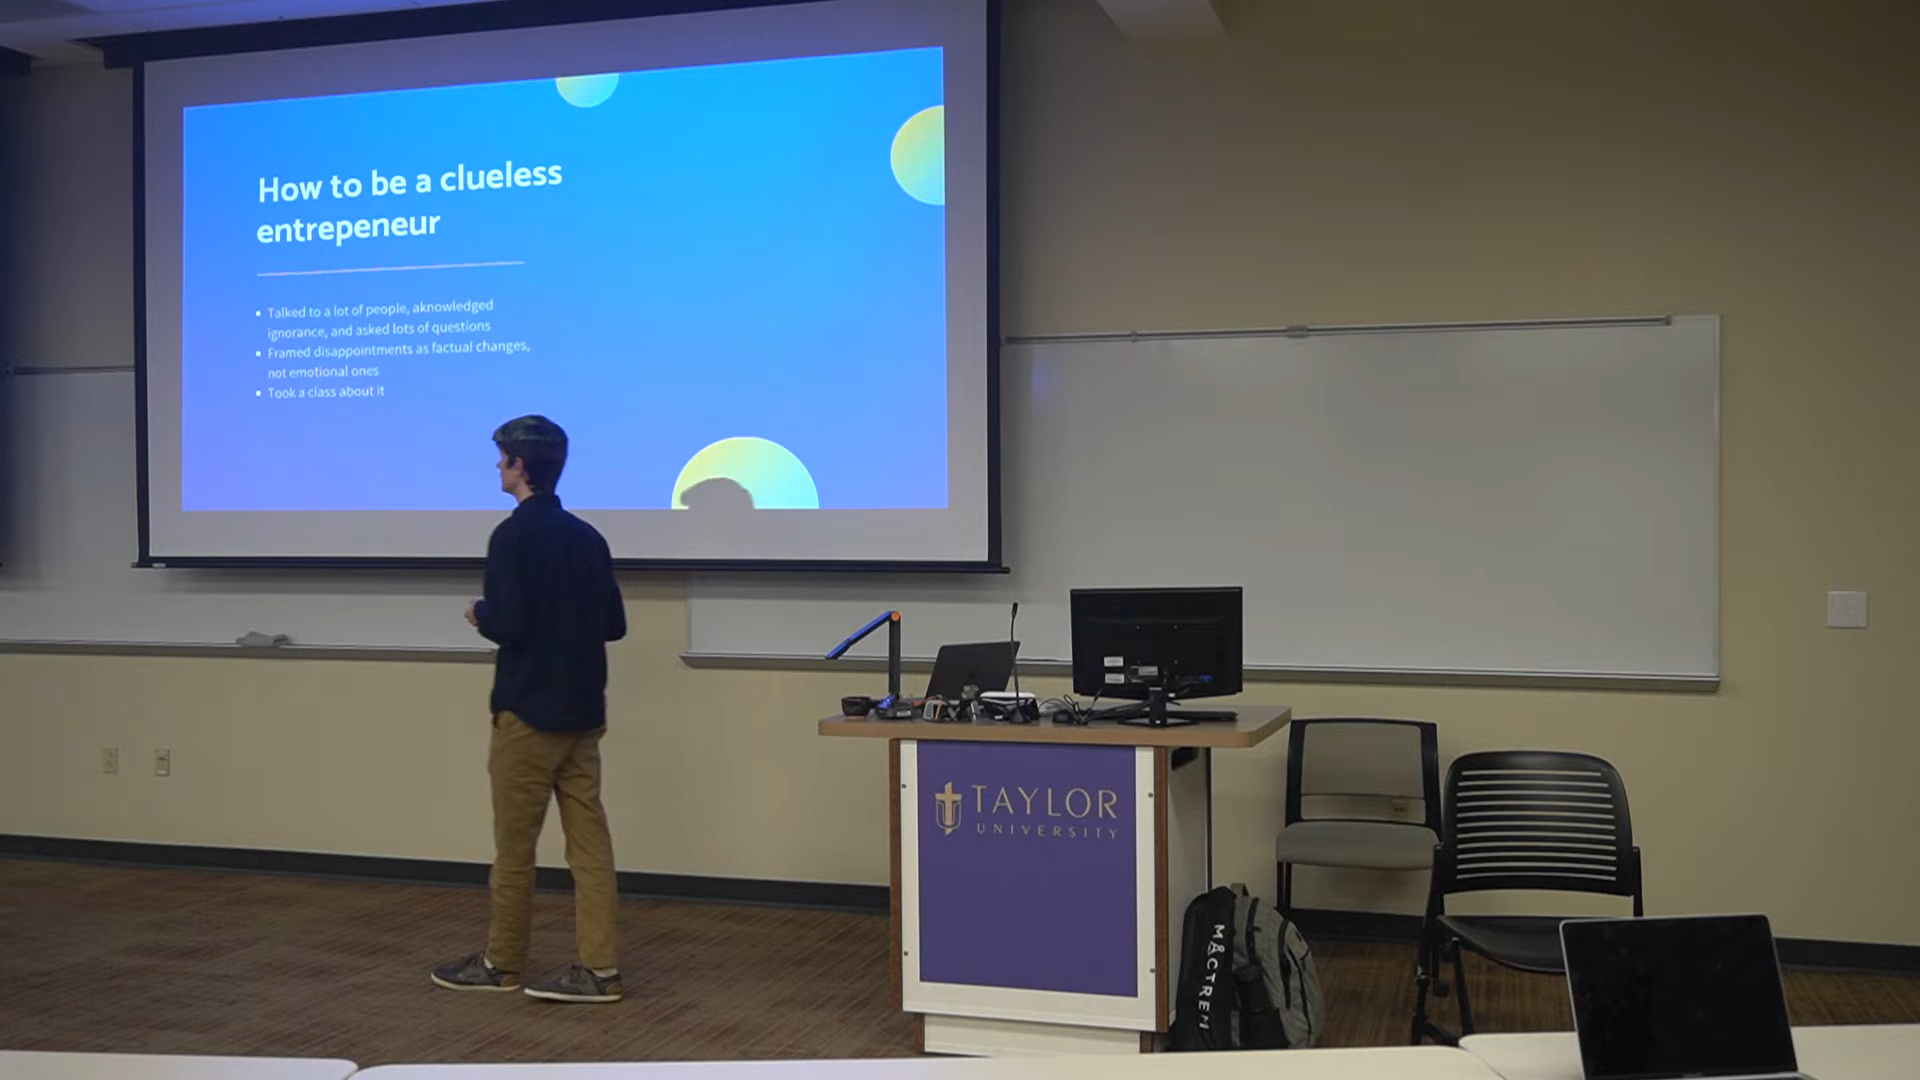 How to be a clueless
entrepeneur
Talked to a lot of people, aknowledged
ignorance, and asked lots of questions
Framed disappointments as factual changes,
not emotional ones
Took a class about it
TAYLOR
UNIVERSITY
MACTREM